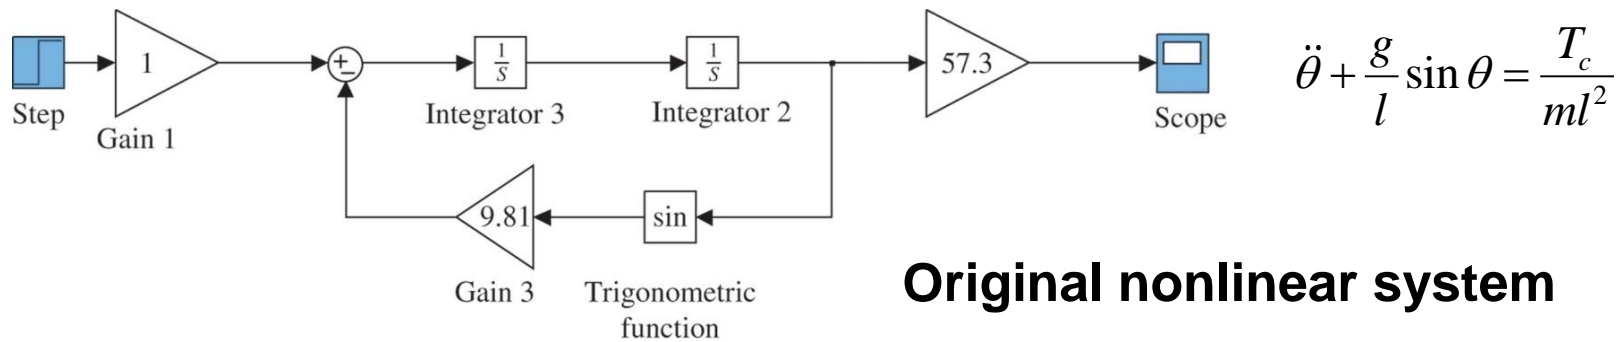 Step
1
Gain 1
+
−
1/s
Integrator 3
1/s
Integrator 2
57.3
Scope
θ̈ + g/l sin θ = T_c/ml²
9.81
Gain 3
sin
Trigonometric
function
Original nonlinear system